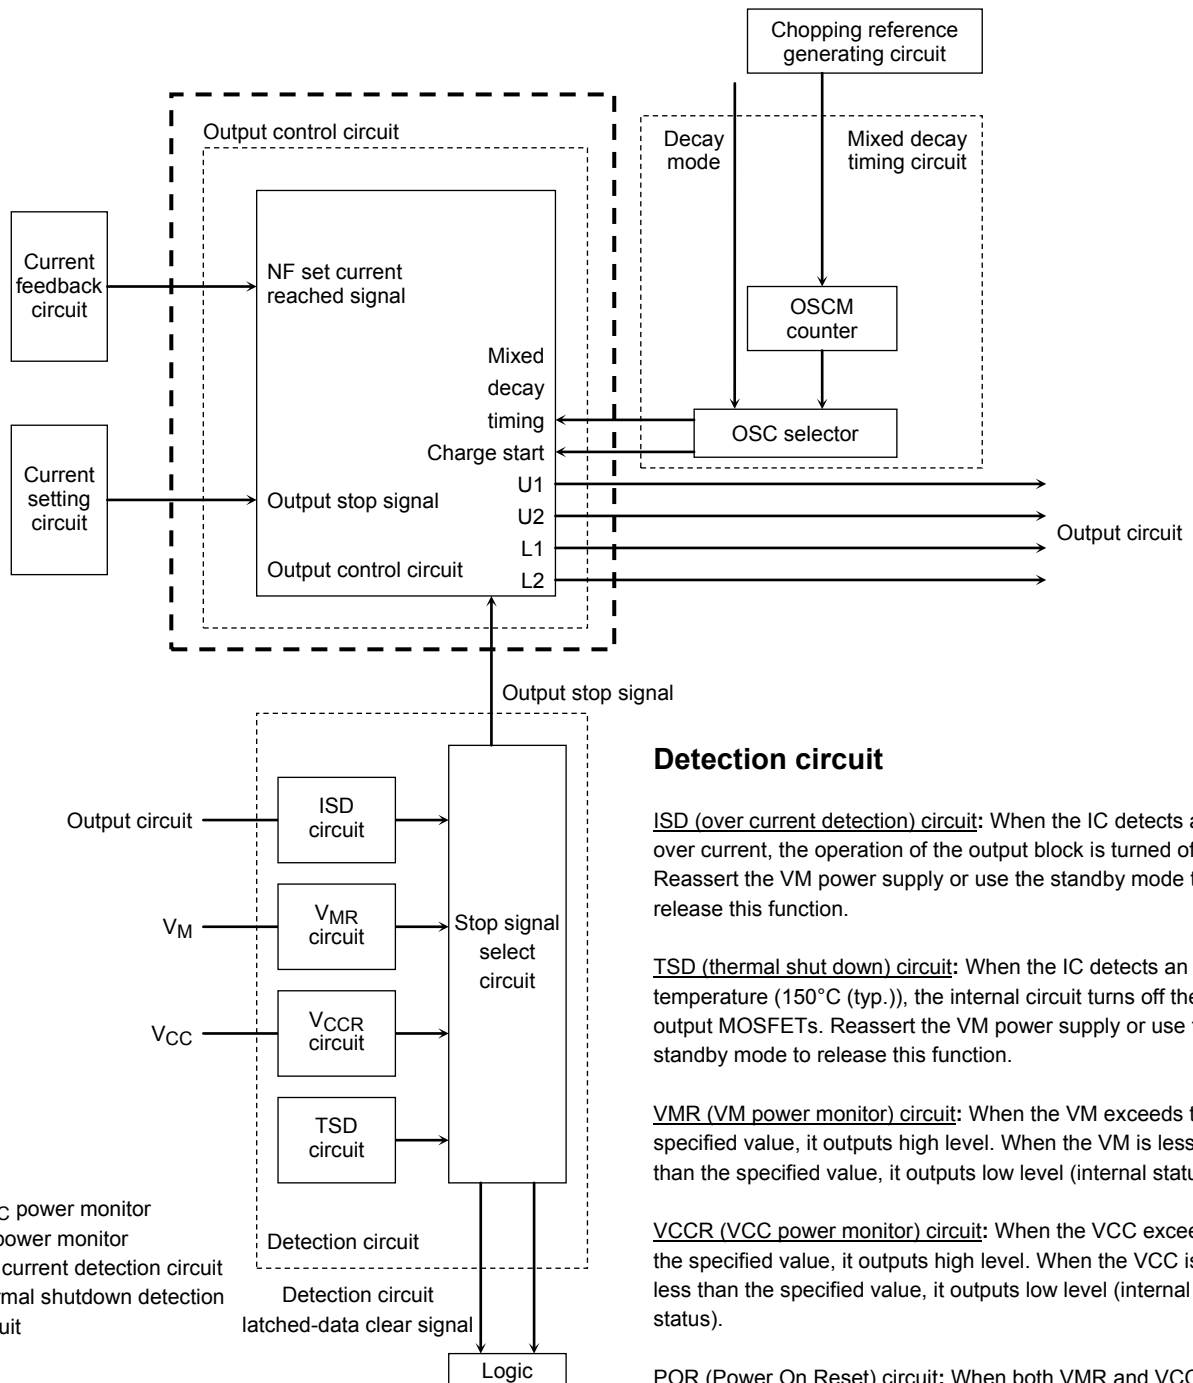 Chopping reference
generating circuit
Output control circuit
Decay
mode
Mixed decay
timing circuit
Current
feedback
circuit
NF set current
reached signal
OSCM
counter
Mixed
decay
timing
OSC selector
Charge start
Current
setting
circuit
Output stop signal
U1
U2
L1
L2
Output circuit
Output control circuit
Output stop signal
Output circuit
ISD
circuit
VM
VMR
circuit
Stop signal
select
circuit
VCC
VCCR
circuit
TSD
circuit
Detection circuit
power monitor
power monitor
current detection circuit
shutdown detection
Detection circuit
latched-data clear signal
Logic
Detection circuit
ISD (over current detection) circuit: When the IC detects
over current, the operation of the output block is turned
Reassert the VM power supply or use the standby mode
release this function.
TSD (thermal shut down) circuit: When the IC detects an
temperature (150°C (typ.)), the internal circuit turns off the
output MOSFETs. Reassert the VM power supply or use
standby mode to release this function.
VMR (VM power monitor) circuit: When the VM exceeds
specified value, it outputs high level. When the VM is less
than the specified value, it outputs low level (internal
VCCR (VCC power monitor) circuit: When the VCC
the specified value, it outputs high level. When the VCC is
less than the specified value, it outputs low level (internal
status).
POR (Power On Reset) circuit: When both VMR and